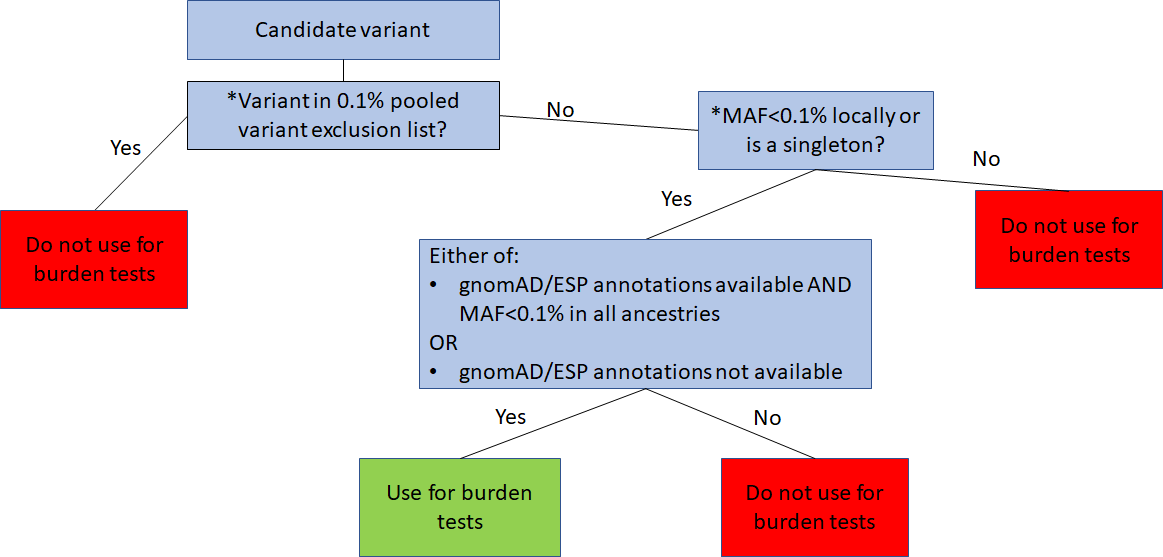 Candidate variant
*Variant in 0.1% pooled
variant exclusion list?
No
*MAF<0.1% locally or
is a singleton?
Yes
No
Yes
Do not use for
burden tests
Do not use for
burden tests
Either of:
• gnomAD/ESP annotations available AND
MAF<0.1% in all ancestries
OR
• gnomAD/ESP annotations not available
Yes
No
Use for burden
tests
Do not use for
burden tests